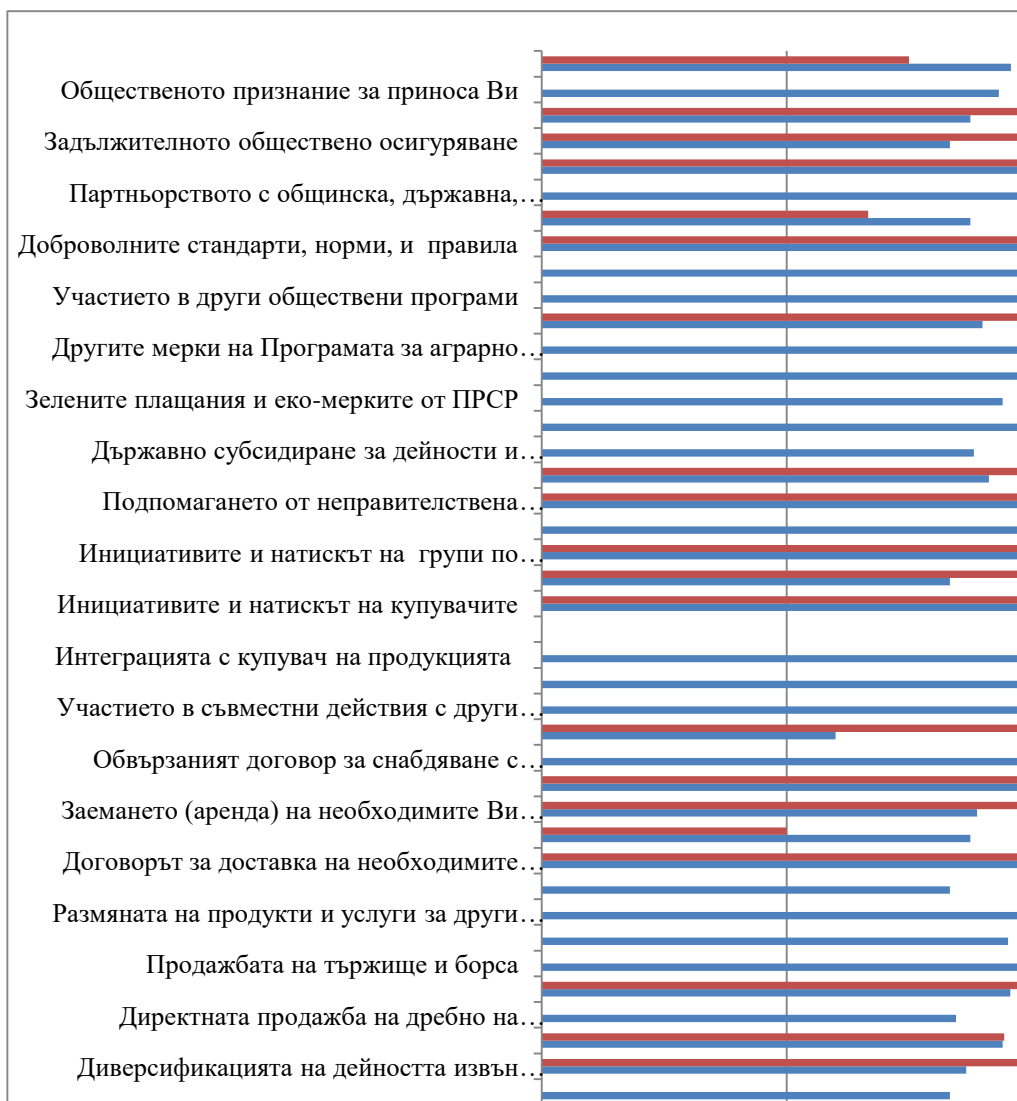 Общественото признание за приноса Ви
Задължителното обществено осигуряване
Партньорството с общинска, държавна,…
Доброволните стандарти, норми, и правила
Участието в други обществени програми
Другите мерки на Програмата за аграрно…
Зелените плащания и еко-мерките от ПРСР
Държавно субсидиране за дейности и…
Подпомагането от неправителствена…
Инициативите и натискът на групи по…
Инициативите и натискът на купувачите
Интеграцията с купувач на продукцията
Участието в съвместни действия с други…
Обвързаният договор за снабдяване с…
Заемането (аренда) на необходимите Ви…
Договорът за доставка на необходимите…
Размяната на продукти и услуги за други…
Продажбата на тържище и борса
Директната продажба на дребно на…
Диверсификацията на дейността извън…